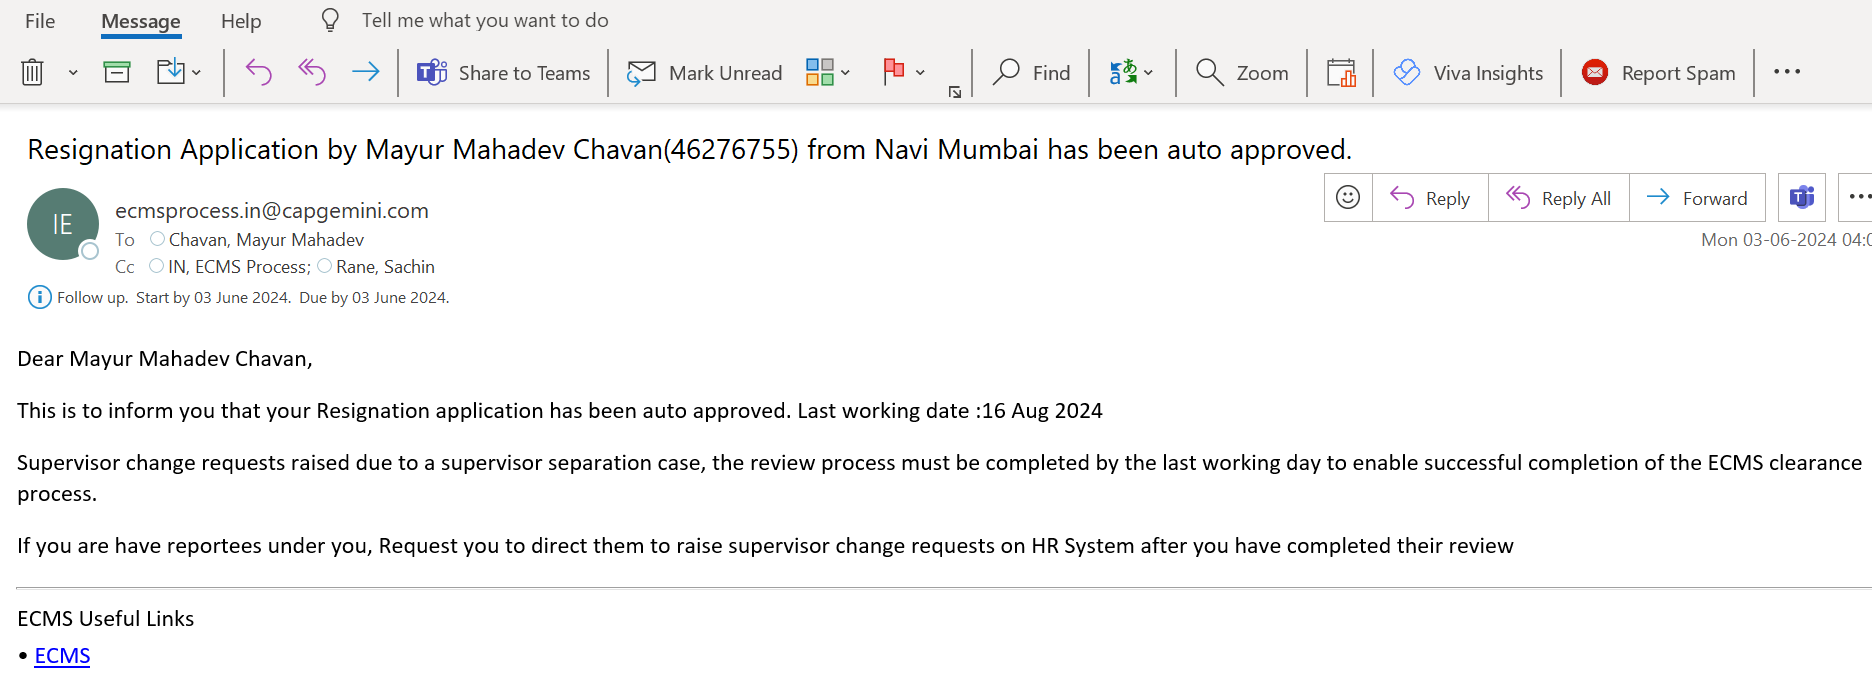 File Message Help Tell me what you want to do
Share to Teams Mark Unread Find Zoom Viva Insights Report Spam
Resignation Application by Mayur Mahadev Chavan(46276755) from Navi Mumbai has been auto approved.
IE
ecmsprocess.in@capgemini.com
Reply Reply All Forward
To Chavan, Mayur Mahadev
Mon 03-06-2024 04:0
Cc IN, ECMS Process; Rane, Sachin
Follow up. Start by 03 June 2024. Due by 03 June 2024.
Dear Mayur Mahadev Chavan,
This is to inform you that your Resignation application has been auto approved. Last working date :16 Aug 2024
Supervisor change requests raised due to a supervisor separation case, the review process must be completed by the last working day to enable successful completion of the ECMS clearance
process.
If you are have reportees under you, Request you to direct them to raise supervisor change requests on HR System after you have completed their review
ECMS Useful Links
• ECMS